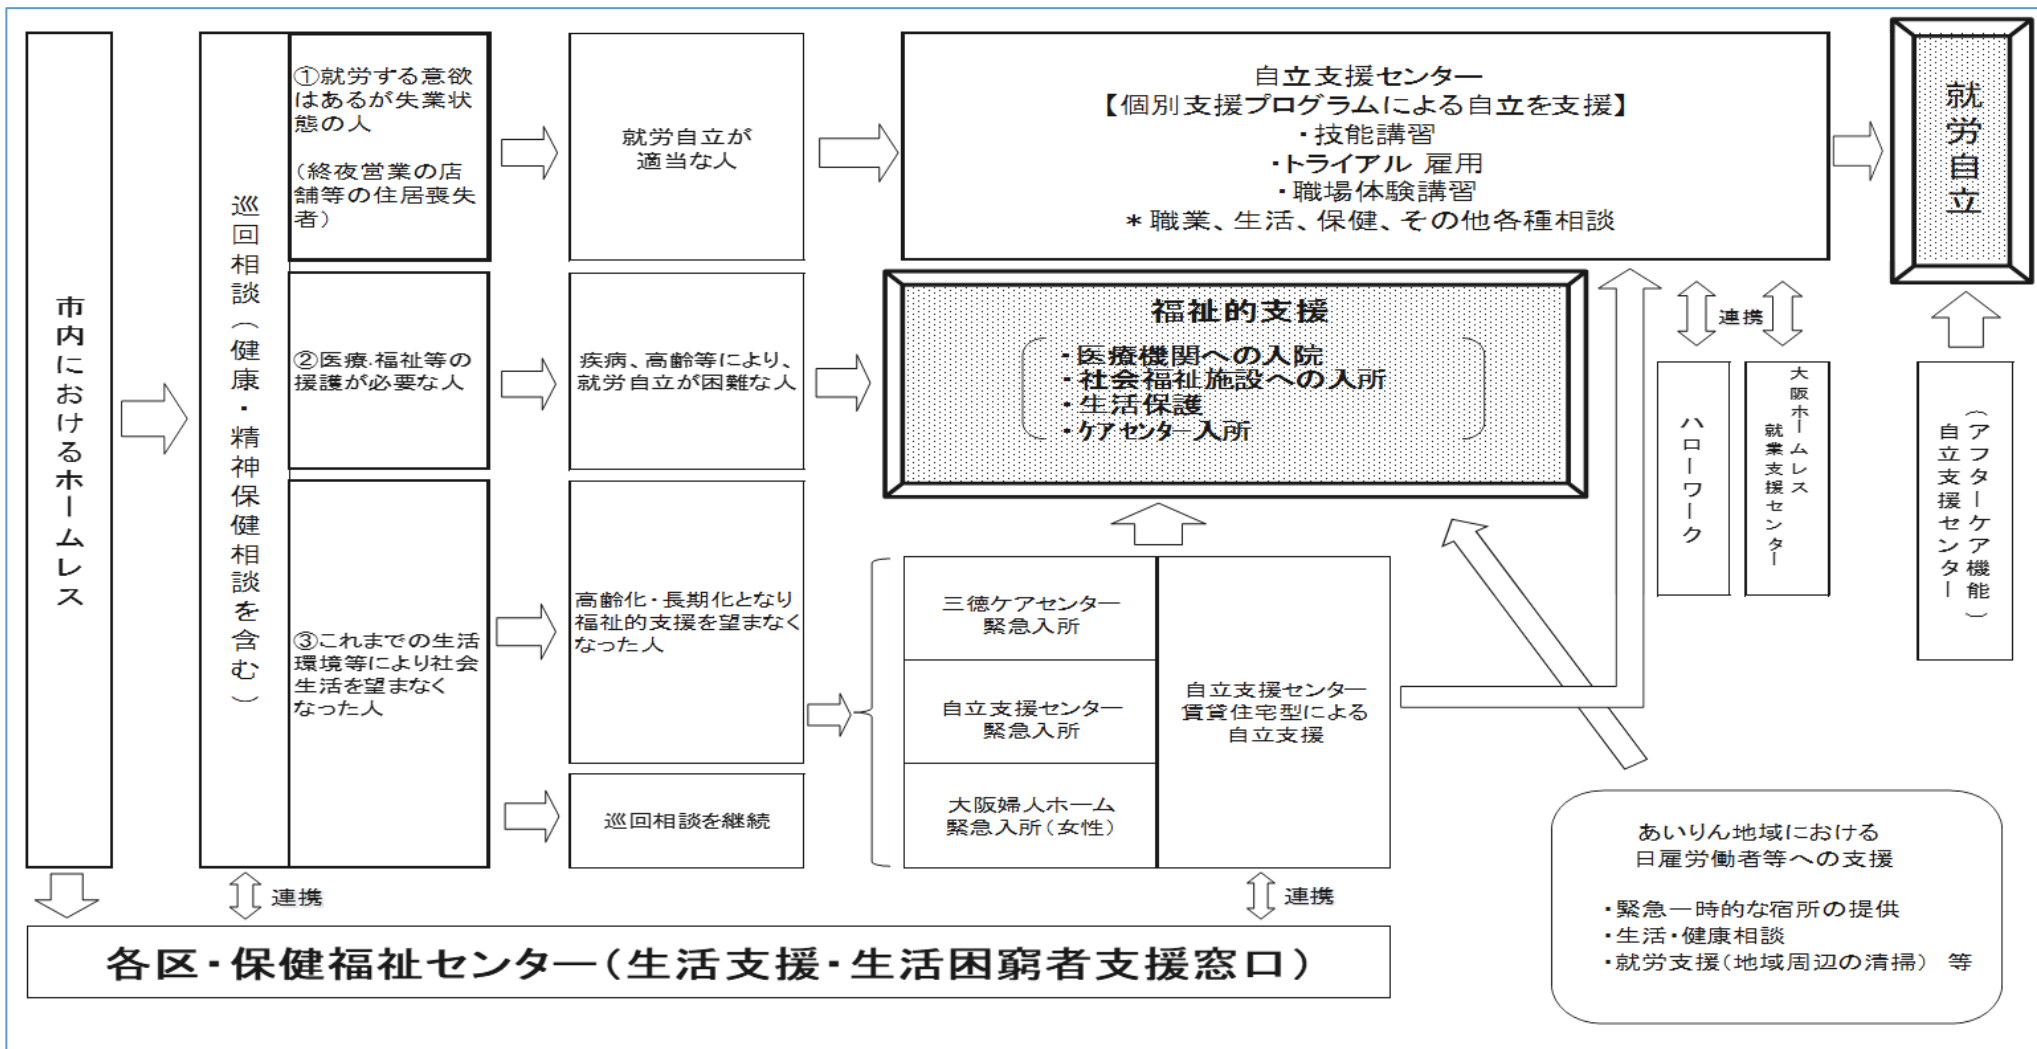 市内におけるホームレス
巡回相談（健康・精神保健相談を含む）
①就労する意欲
はあるが失業状
態の人
（終夜営業の店
舗等の住居喪失
者）
②医療・福祉等の
援護が必要な人
③これまでの生活
環境等により社会
生活を望まなく
なった人
就労自立が
適当な人
疾病、高齢等により、
就労自立が困難な人
高齢化・長期化となり
福祉的支援を望まなく
なった人
巡回相談を継続
自立支援センター
【個別支援プログラムによる自立を支援】
・技能講習
・トライアル 雇用
・職場体験講習
＊職業、生活、保健、その他各種相談
就労自立
福祉的支援
・医療機関への入院
・社会福祉施設への入所
・生活保護
・ケアセンター入所
三徳ケアセンター
緊急入所
自立支援センター
緊急入所
大阪婦人ホーム
緊急入所（女性）
自立支援センター
賃貸住宅型による
自立支援
連携
ハローワーク
大阪ホームレス
就業支援センター
（アフターケア機能）
自立支援センター
連携
連携
各区・保健福祉センター（生活支援・生活困窮者支援窓口）
あいりん地域における
日雇労働者等への支援
・緊急一時的な宿所の提供
・生活・健康相談
・就労支援（地域周辺の清掃） 等